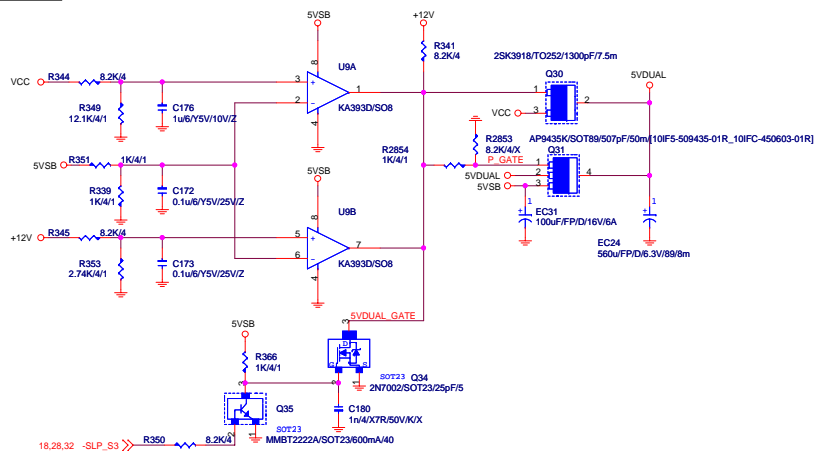 5VSB
+12V
8
U9A
R341
8.2K/4
2SK3918/TO252/1300pF/7.5m
VCC
R344
8.2K/4
3
+
1
2
-
KA393D/SO8
4
Q30
5VDUAL
1
2
VCC
3
R349
12.1K/4/1
C176
1u/6/Y5V/10V/Z
R2853
8.2K/4/X
AP9435K/SOT89/507pF/50m/[10IF5-509435-01R_10IFC-450603-01R]
R2854
1K/4/1
P_GATE
Q31
1
5VDUAL
2
4
5VSB
3
5VSB
R351
1K/4/1
5VSB
R339
1K/4/1
C172
0.1u/6/Y5V/25V/Z
8
U9B
1
+
EC31
100uF/FP/D/16V/6A
1
+
EC24
560u/FP/D/6.3V/89/8m
+12V
R345
8.2K/4
5
+
7
6
-
KA393D/SO8
4
R353
2.74K/4/1
C173
0.1u/6/Y5V/25V/Z
5VDUAL_GATE
3
5VSB
R366
1K/4/1
D
G
S
SOT23
Q34
2
1
2N7002/SOT23/25pF/5
3
Q35
SOT23
C180
1n/4/X7R/50V/K/X
2
1
MMBT2222A/SOT23/600mA/40
18,28,32 -SLP_S3
R350
8.2K/4